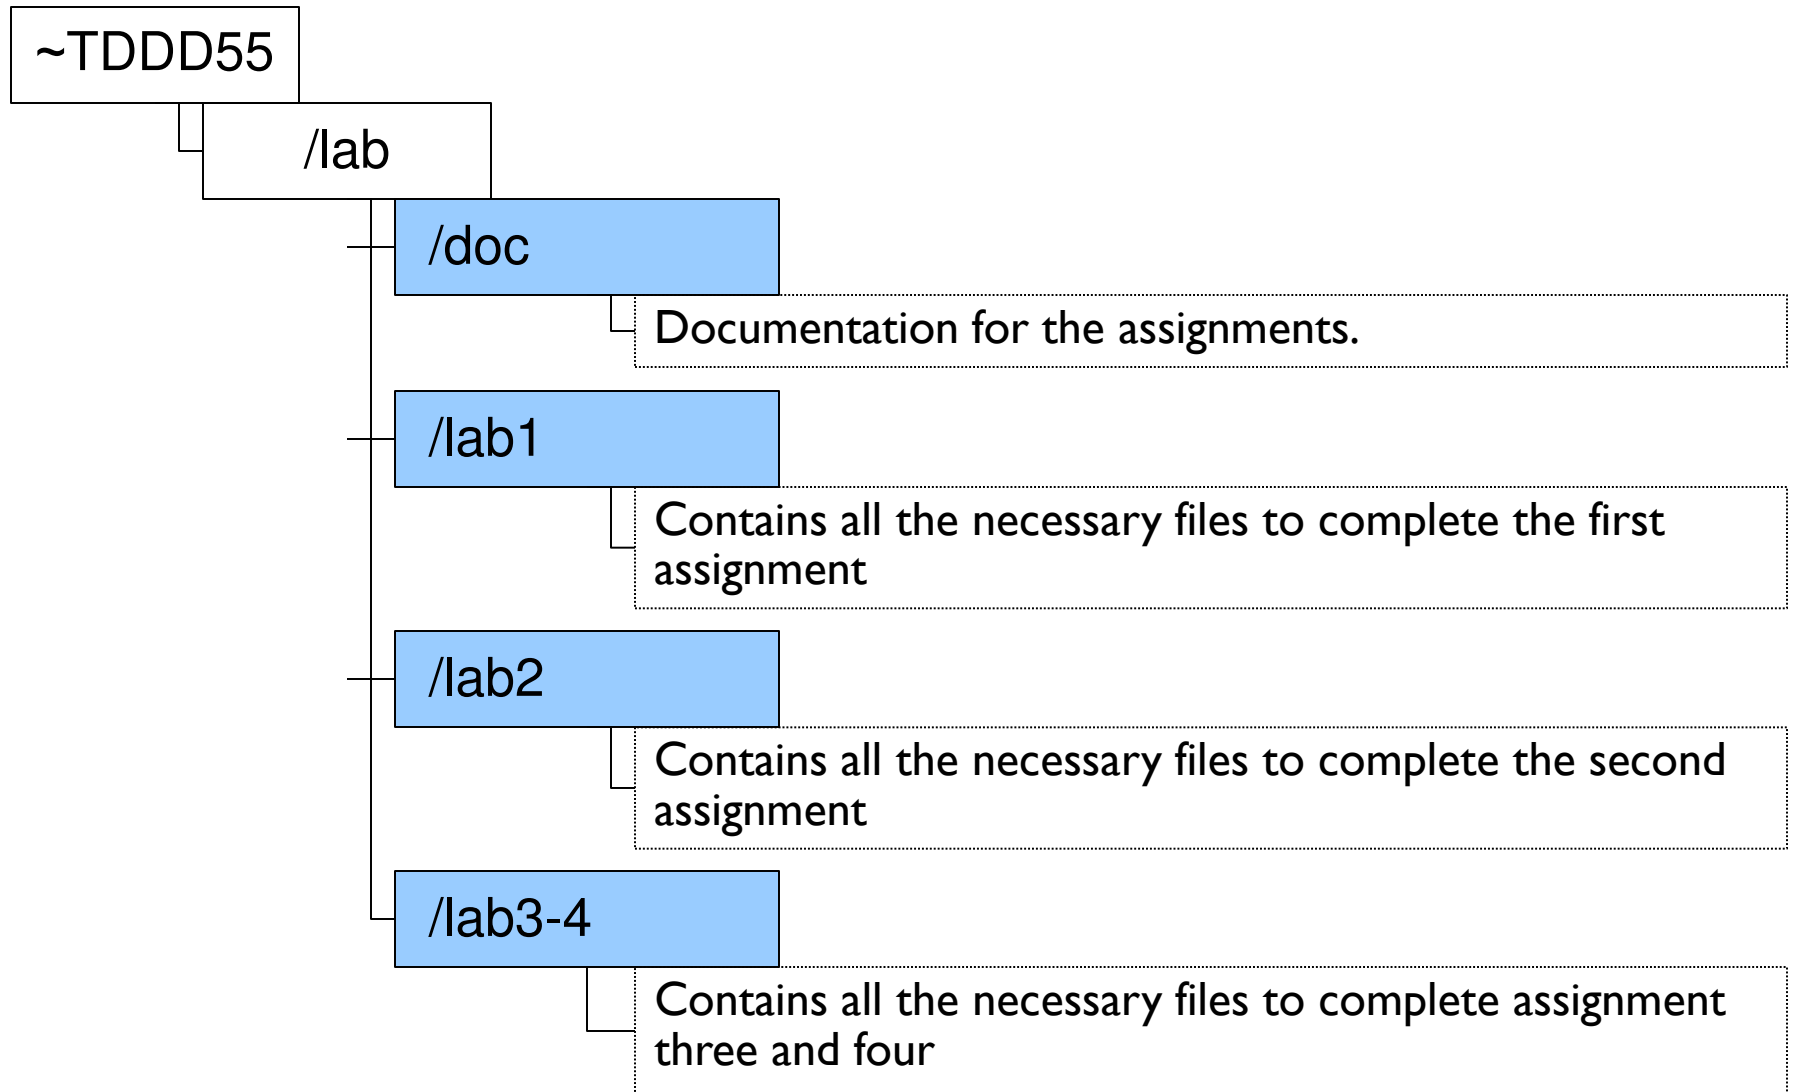 ~TDDD55
/lab
/doc
Documentation for the assignments.
/lab1
Contains all the necessary files to complete the first
assignment
/lab2
Contains all the necessary files to complete the second
assignment
/lab3-4
Contains all the necessary files to complete assignment
three and four